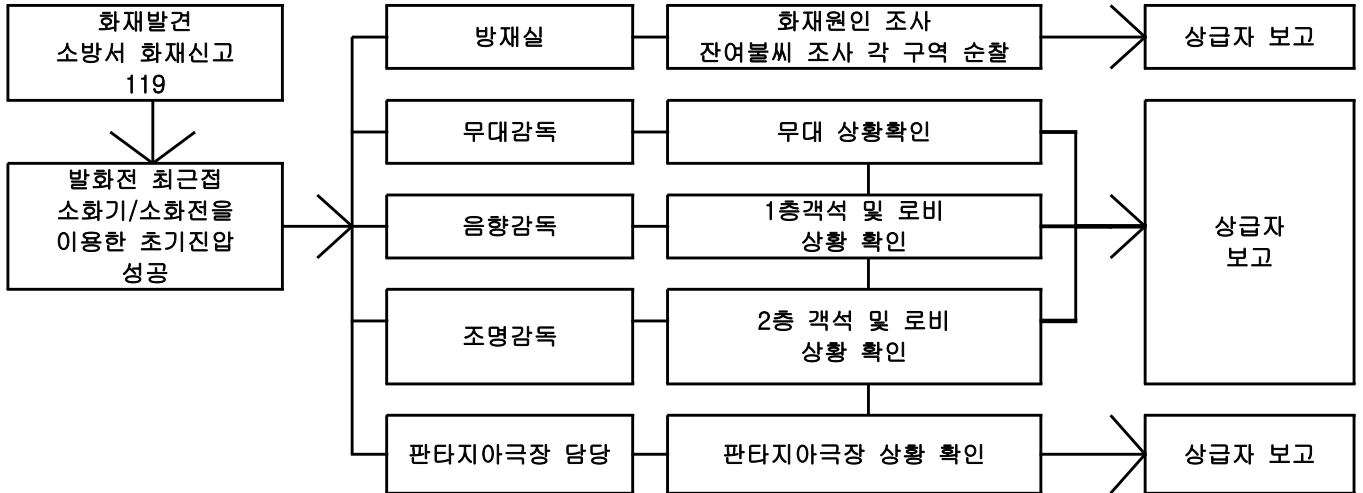 화재발견
소방서 화재신고
119
발화전 최근접
소화기/소화전을
이용한 초기진압
성공
방재실
화재원인 조사
잔여불씨 조사 각 구역 순찰
상급자 보고
무대감독
무대 상황확인
음향감독
1층객석 및 로비
상황 확인
조명감독
2층 객석 및 로비
상황 확인
상급자
보고
판타지아극장 담당
판타지아극장 상황 확인
상급자 보고